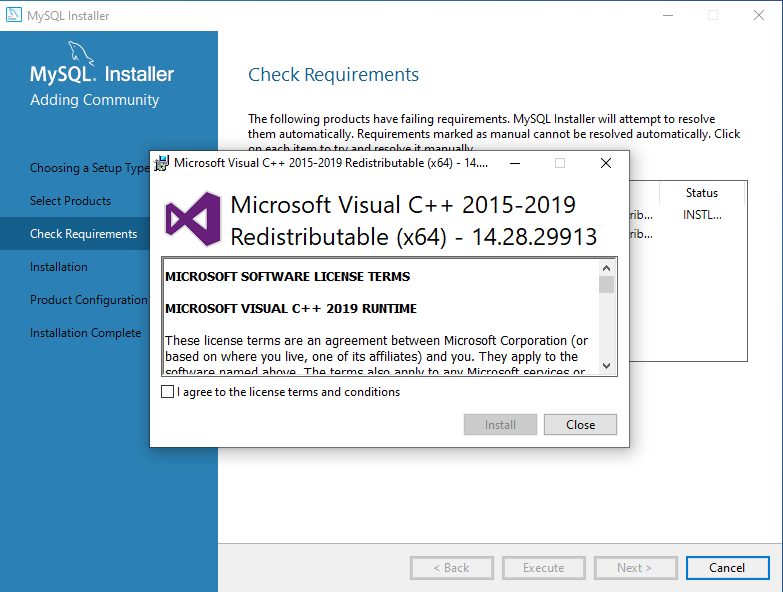 MySQL Installer
MySQL. Installer
Adding Community
Choosing a Setup Type
Select Products
Check Requirements
Installation
Product Configuration
Installation Complete
Check Requirements
The following products have failing requirements. MySQL Installer will attempt to resolve
them automatically. Requirements marked as manual cannot be resolved automatically. Click
on each item to try and resolve it manually.
Status
rib... INSTL...
rib...
Microsoft Visual C++ 2015-2019 Redistributable (x64) - 14....
Microsoft Visual C++ 2015-2019
Redistributable (x64) - 14.28.29913
MICROSOFT SOFTWARE LICENSE TERMS
MICROSOFT VISUAL C++ 2019 RUNTIME
These license terms are an agreement between Microsoft Corporation (or
based on where you live, one of its affiliates) and you. They apply to the
software named above. The terms also apply to any Microsoft services or
I agree to the license terms and conditions
Install
Close
< Back
Execute
Next >
Cancel